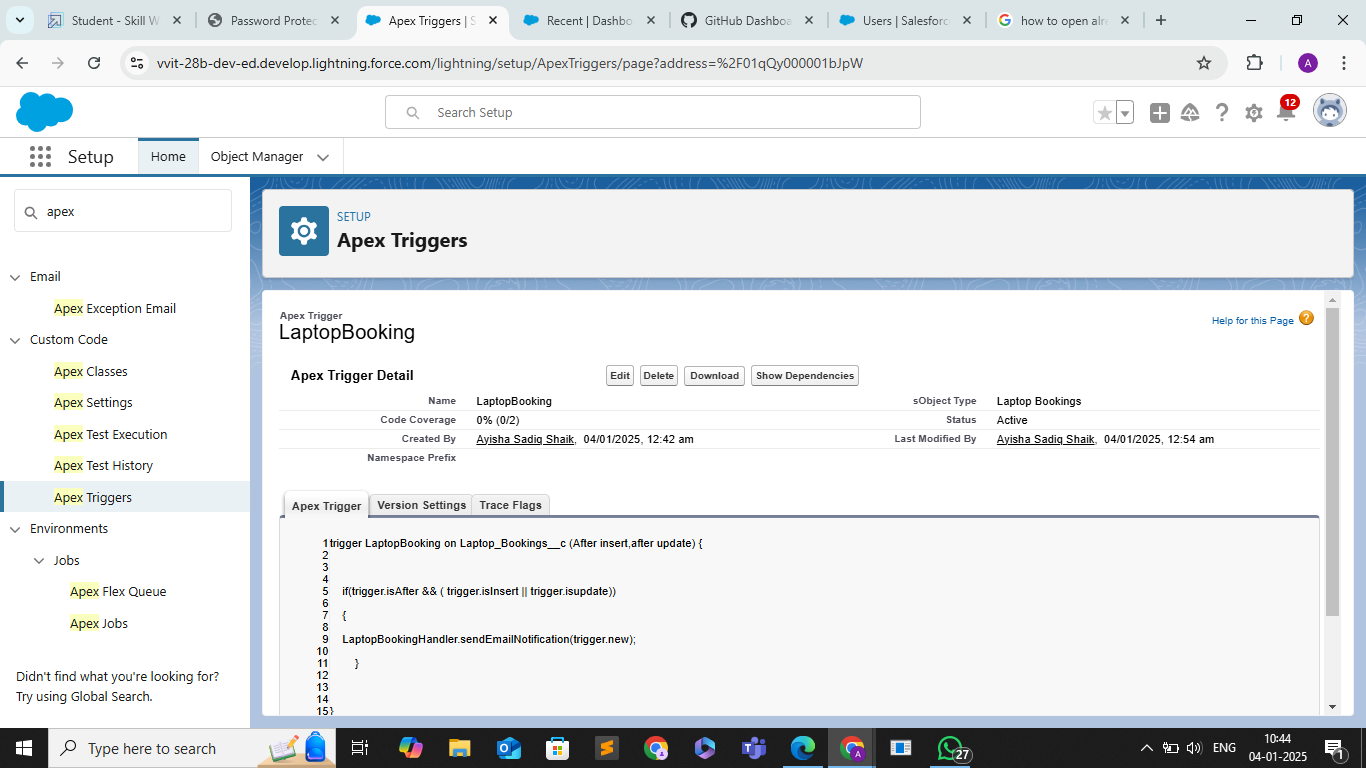 Student - Skill W
Password Protec
Apex Triggers | S
Recent | Dashbo
GitHub Dashboa
Users | Salesforc
how to open alr
vvit-28b-dev-ed.develop.lightning.force.com/lightning/setup/ApexTriggers/page?address=%2F01qQy000001bJpW
A
Search Setup
12
Setup
Home
Object Manager
apex
Email
Apex Exception Email
Custom Code
Apex Classes
Apex Settings
Apex Test Execution
Apex Test History
Apex Triggers
Environments
Jobs
Apex Flex Queue
Apex Jobs
Didn't find what you're looking for?
Try using Global Search.
SETUP
Apex Triggers
Apex Trigger
LaptopBooking
Help for this Page
Apex Trigger Detail
Edit Delete Download Show Dependencies
Name LaptopBooking sObject Type Laptop Bookings
Code Coverage 0% (0/2) Status Active
Created By Ayisha Sadiq Shaik, 04/01/2025, 12:42 am Last Modified By Ayisha Sadiq Shaik, 04/01/2025, 12:54 am
Namespace Prefix
Apex Trigger Version Settings Trace Flags
1 trigger LaptopBooking on Laptop_Bookings__c (After insert,after update) {
2
3
4
5 if(trigger.isAfter && ( trigger.isInsert || trigger.isupdate))
6
7 {
8
9 LaptopBookingHandler.sendEmailNotification(trigger.new);
10
11 }
12
13
14
15 }
Type here to search
27
ENG
10:44
04-01-2025
1